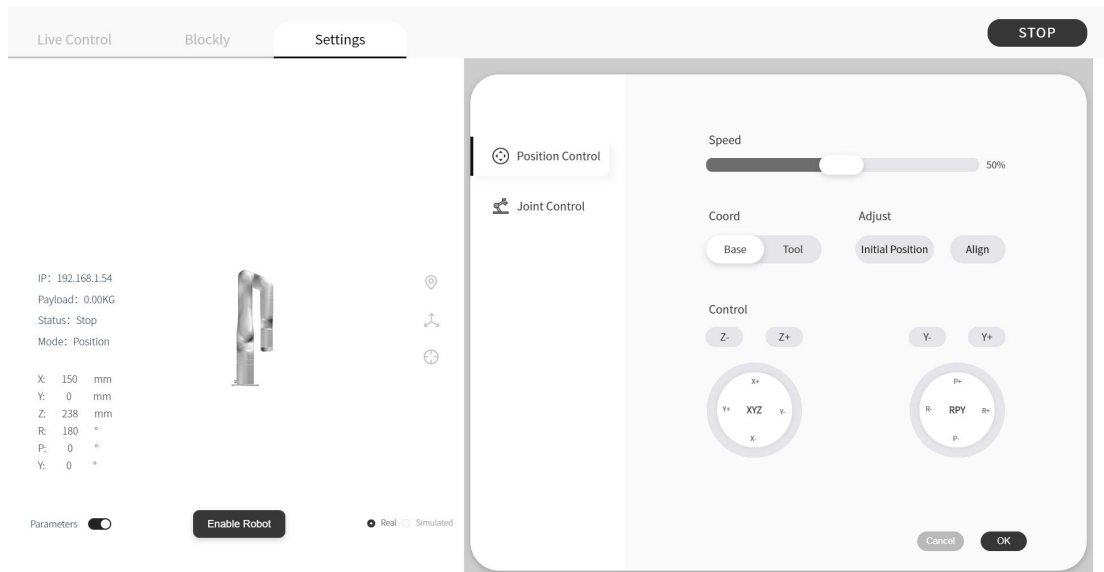 Live Control
Blockly
Settings
STOP
IP: 192.168.1.54
Payload: 0.00KG
Status: Stop
Mode: Position
X: 150 mm
Y: 0 mm
Z: 238 mm
R: 180 °
P: 0 °
Y: 0 °
Parameters
Enable Robot
Real
Simulated
Position Control
Joint Control
Speed
50%
Coord
Adjust
Base
Tool
Initial Position
Align
Control
Z-
Z+
Y-
Y+
X+
Y+ XYZ Y-
X-
P+
R- RPY R+
P-
Cancel
OK